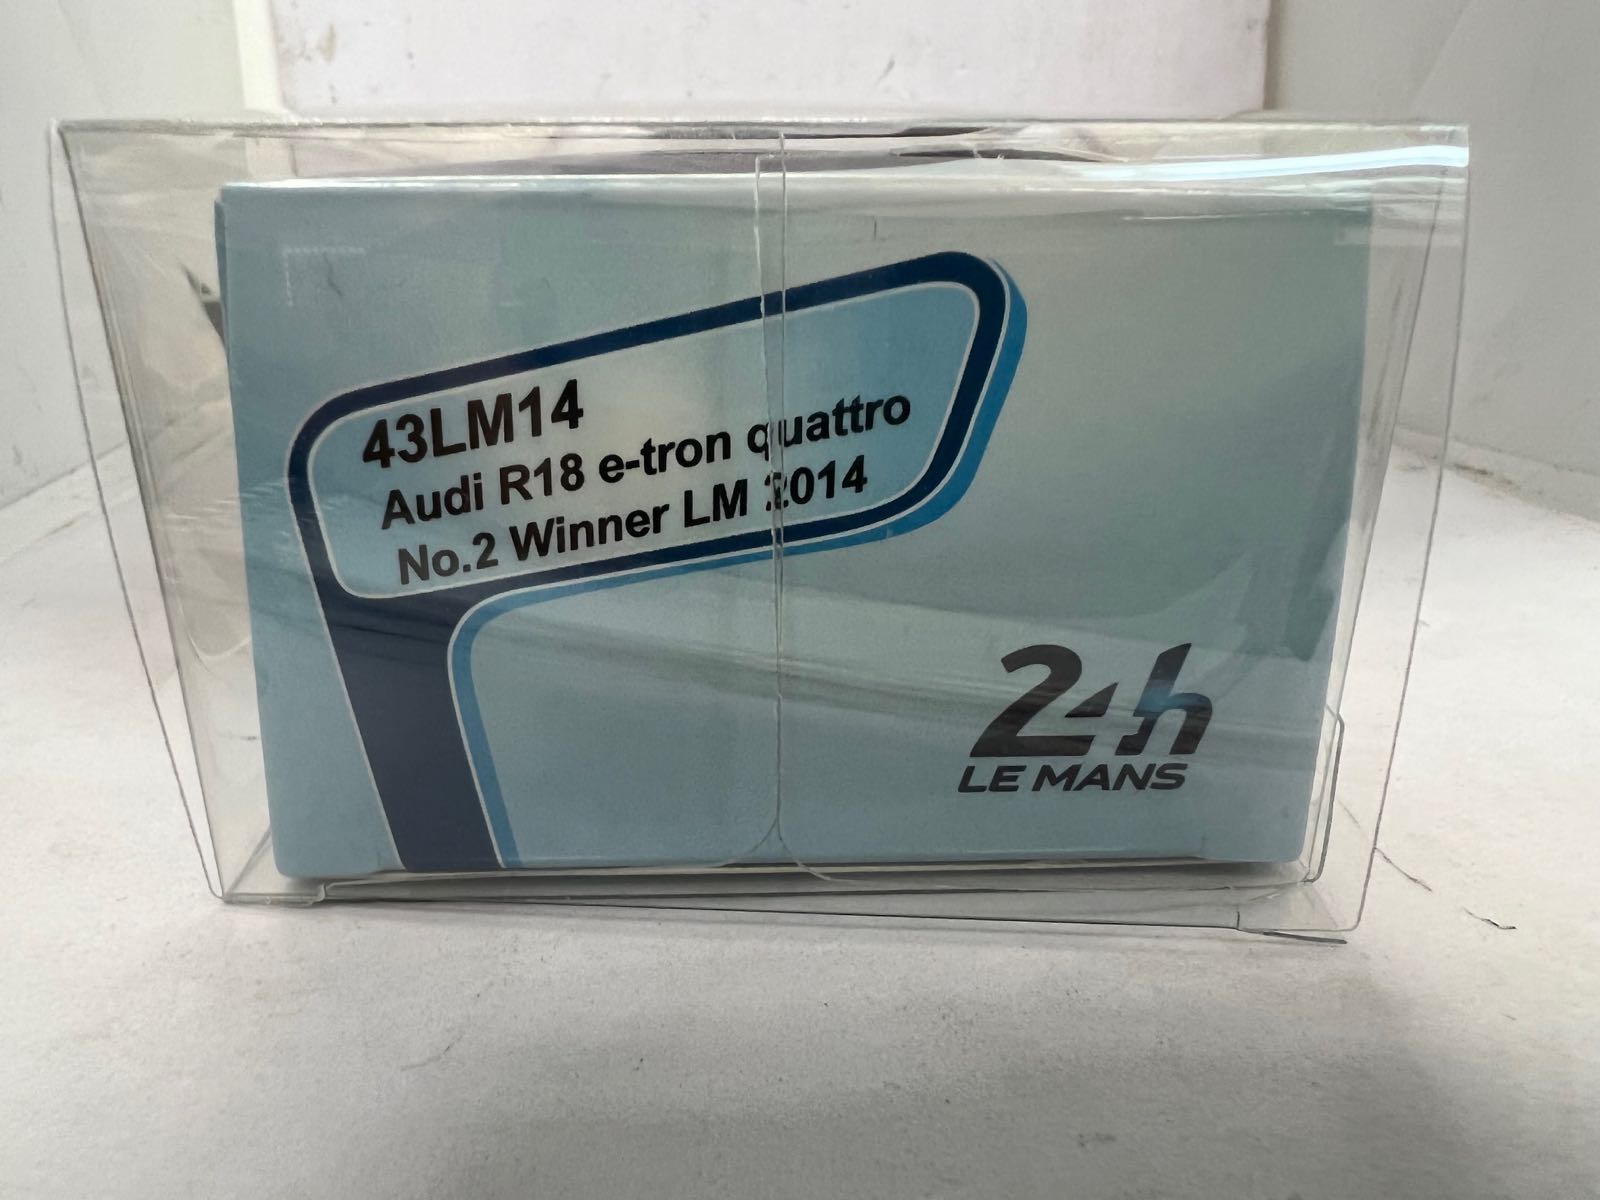 43LM14
Audi R18 e-tron quattro
No.2 Winner LM 2014
24h
LE MANS